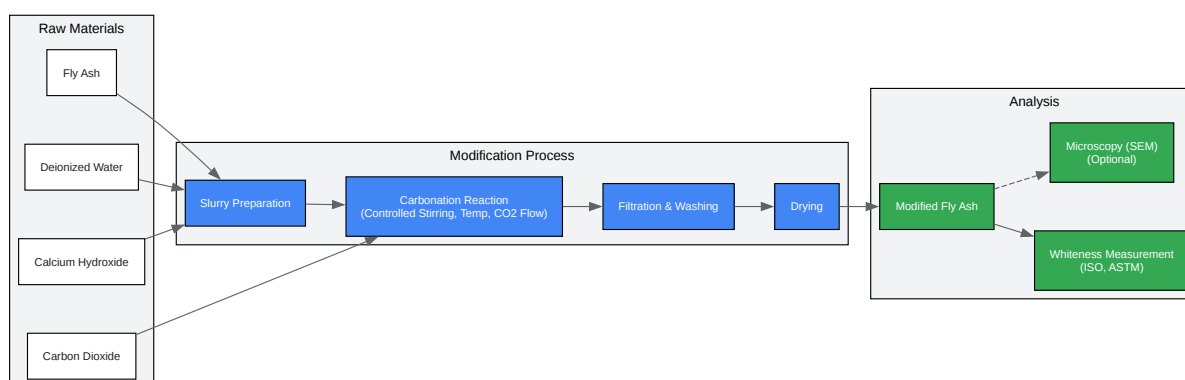 Raw Materials
Fly Ash
Deionized Water
Calcium Hydroxide
Carbon Dioxide
Modification Process
Slurry Preparation
Carbonation Reaction
(Controlled Stirring, Temp, CO2 Flow)
Filtration & Washing
Drying
Analysis
Modified Fly Ash
Microscopy (SEM)
(Optional)
Whiteness Measurement
(ISO, ASTM)